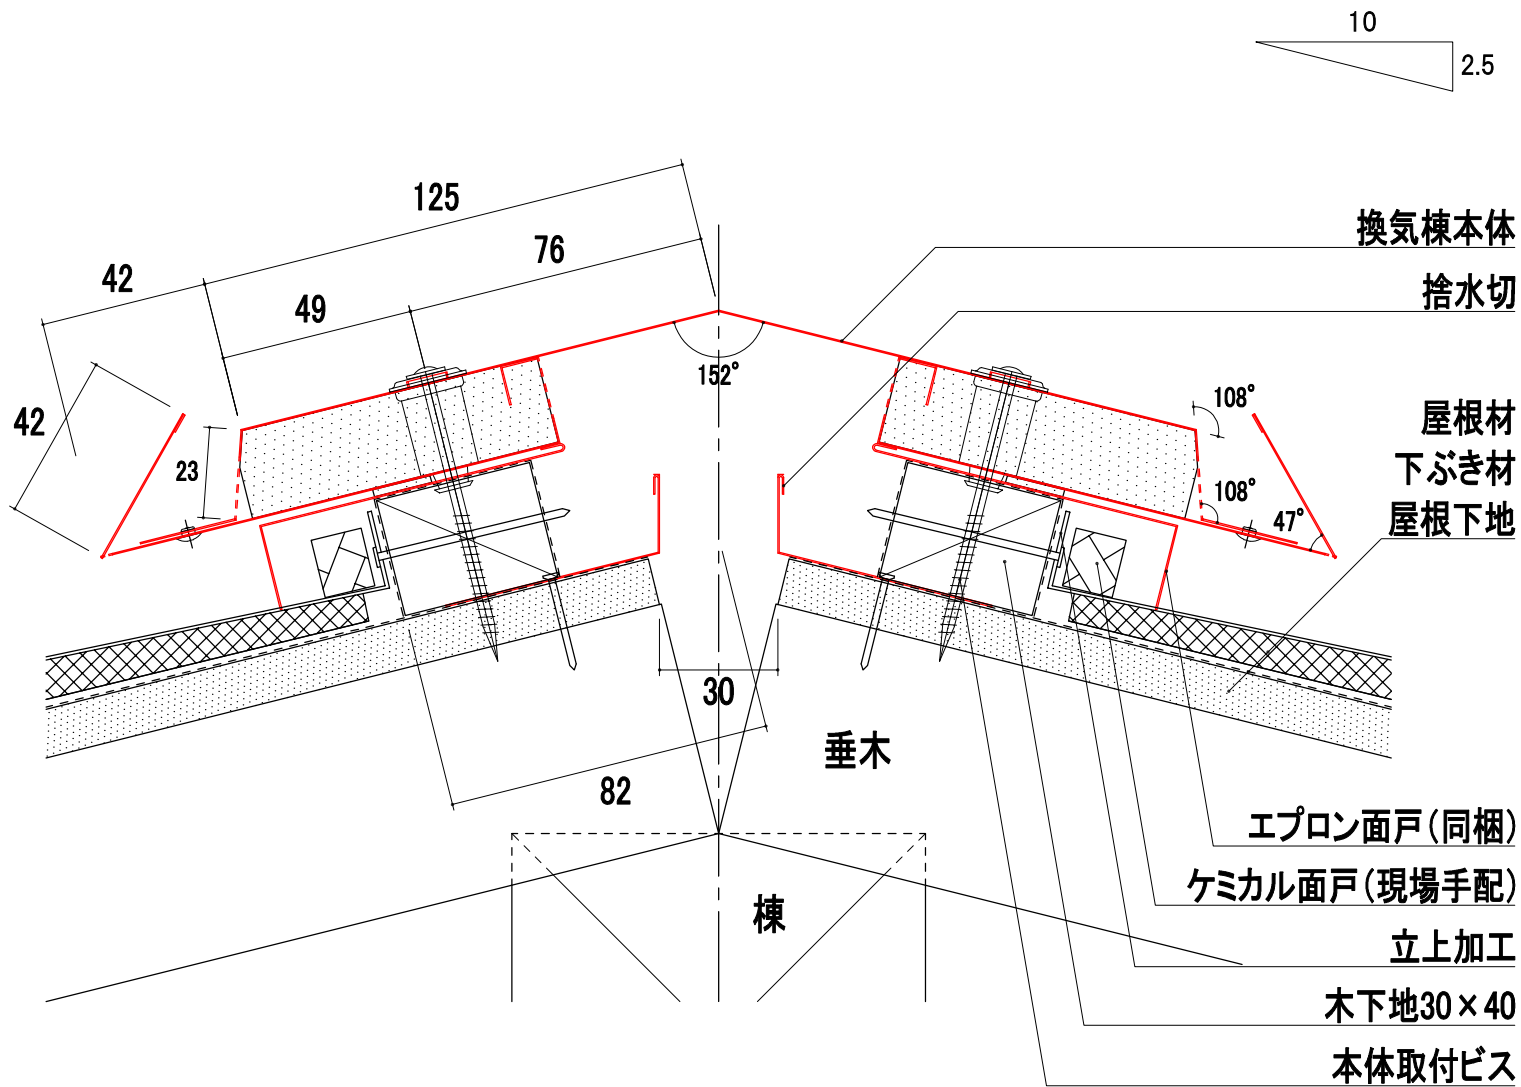 10
2.5
125
76
42
49
152°
42
23
108°
108°
47°
30
82
換気棟本体
捨水切
屋根材
下ぶき材
屋根下地
垂木
棟
エプロン面戸(同梱)
ケミカル面戸(現場手配)
立上加工
木下地30×40
本体取付ビス